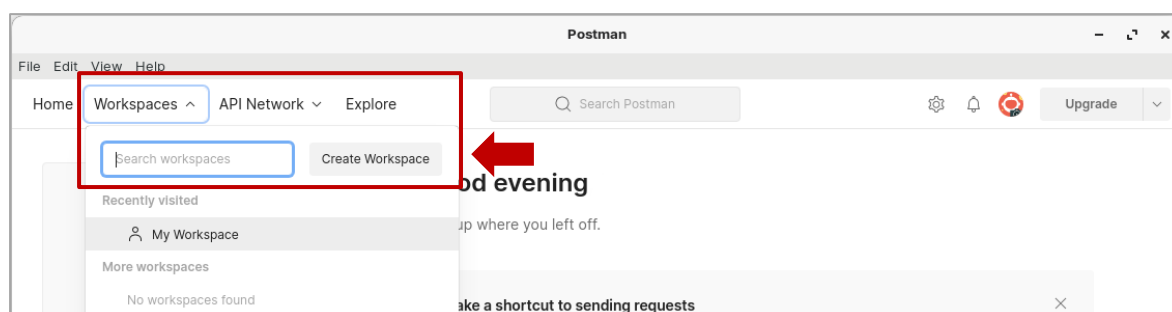 Postman
File Edit View Help
Home Workspaces API Network Explore Search Postman Upgrade
Search workspaces Create Workspace
od evening
Recently visited
up where you left off.
My Workspace
More workspaces
No workspaces found
ake a shortcut to sending requests